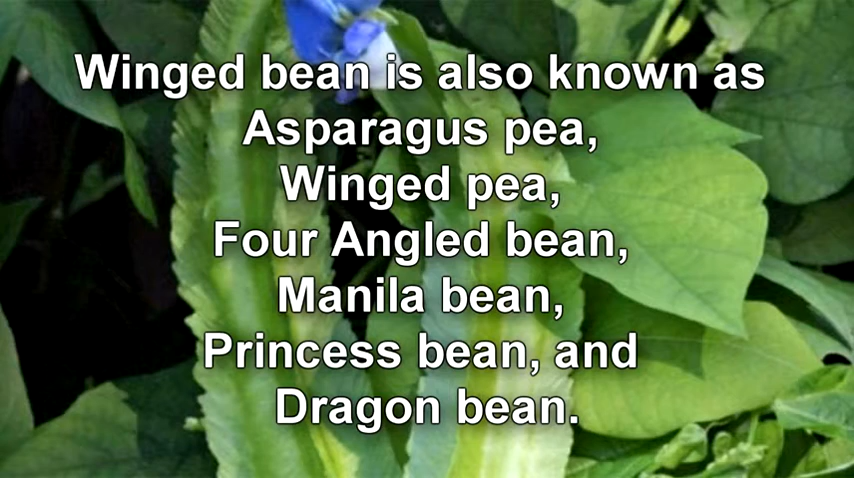 Winged bean is also known as
Asparagus pea,
Winged pea,
Four Angled bean,
Manila bean,
Princess bean, and
Dragon bean.